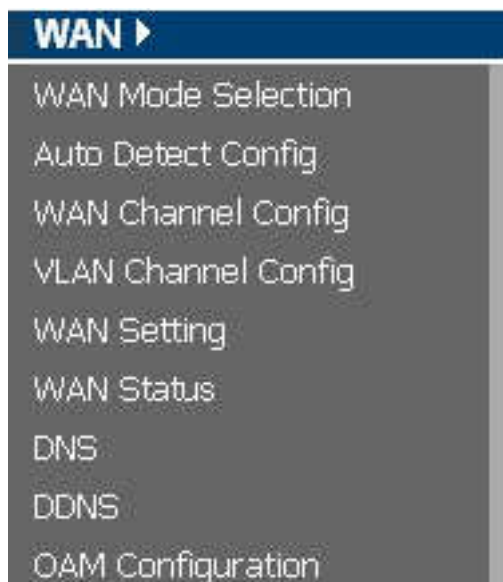 WAN
WAN Mode Selection
Auto Detect Config
WAN Channel Config
VLAN Channel Config
WAN Setting
WAN Status
DNS
DDNS
OAM Configuration